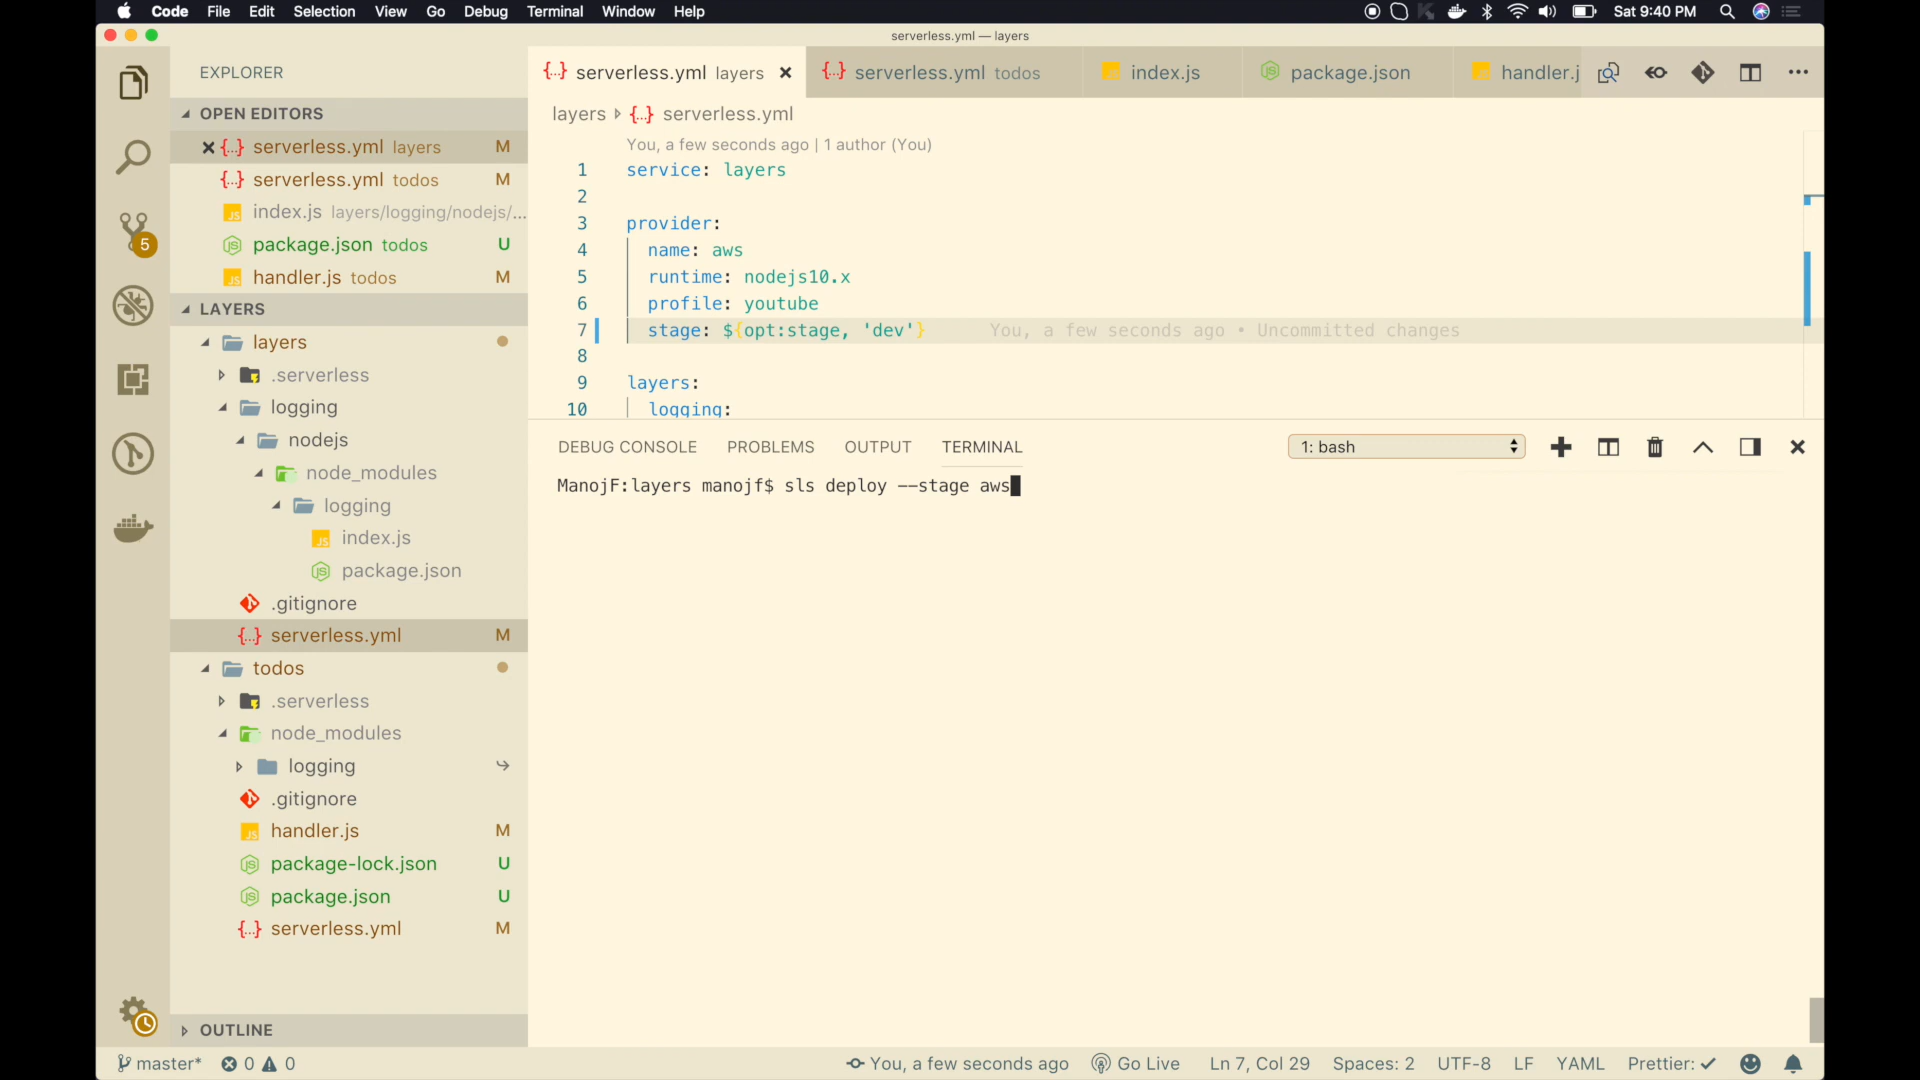 Code File Edit Selection View Go Debug Terminal Window Help Sat 9:40 PM
serverless.yml — layers
EXPLORER
OPEN EDITORS
serverless.yml layers M
serverless.yml todos M
index.js layers/logging/nodejs/...
package.json todos U
handler.js todos M
LAYERS
layers
.serverless
logging
nodejs
node_modules
logging
index.js
package.json
.gitignore
serverless.yml M
todos
.serverless
node_modules
logging
.gitignore
handler.js M
package-lock.json U
package.json U
serverless.yml M
OUTLINE
5
serverless.yml layers serverless.yml todos index.js package.json handler.j
layers serverless.yml
You, a few seconds ago | 1 author (You)
1 service: layers
2
3 provider:
4 name: aws
5 runtime: nodejs10.x
6 profile: youtube
7 stage: ${opt:stage, 'dev'} You, a few seconds ago • Uncommitted changes
8
9 layers:
10 logging:
DEBUG CONSOLE PROBLEMS OUTPUT TERMINAL 1: bash
ManojF:layers manojf$ sls deploy --stage aws
master* 0 0 You, a few seconds ago Go Live Ln 7, Col 29 Spaces: 2 UTF-8 LF YAML Prettier: ✓